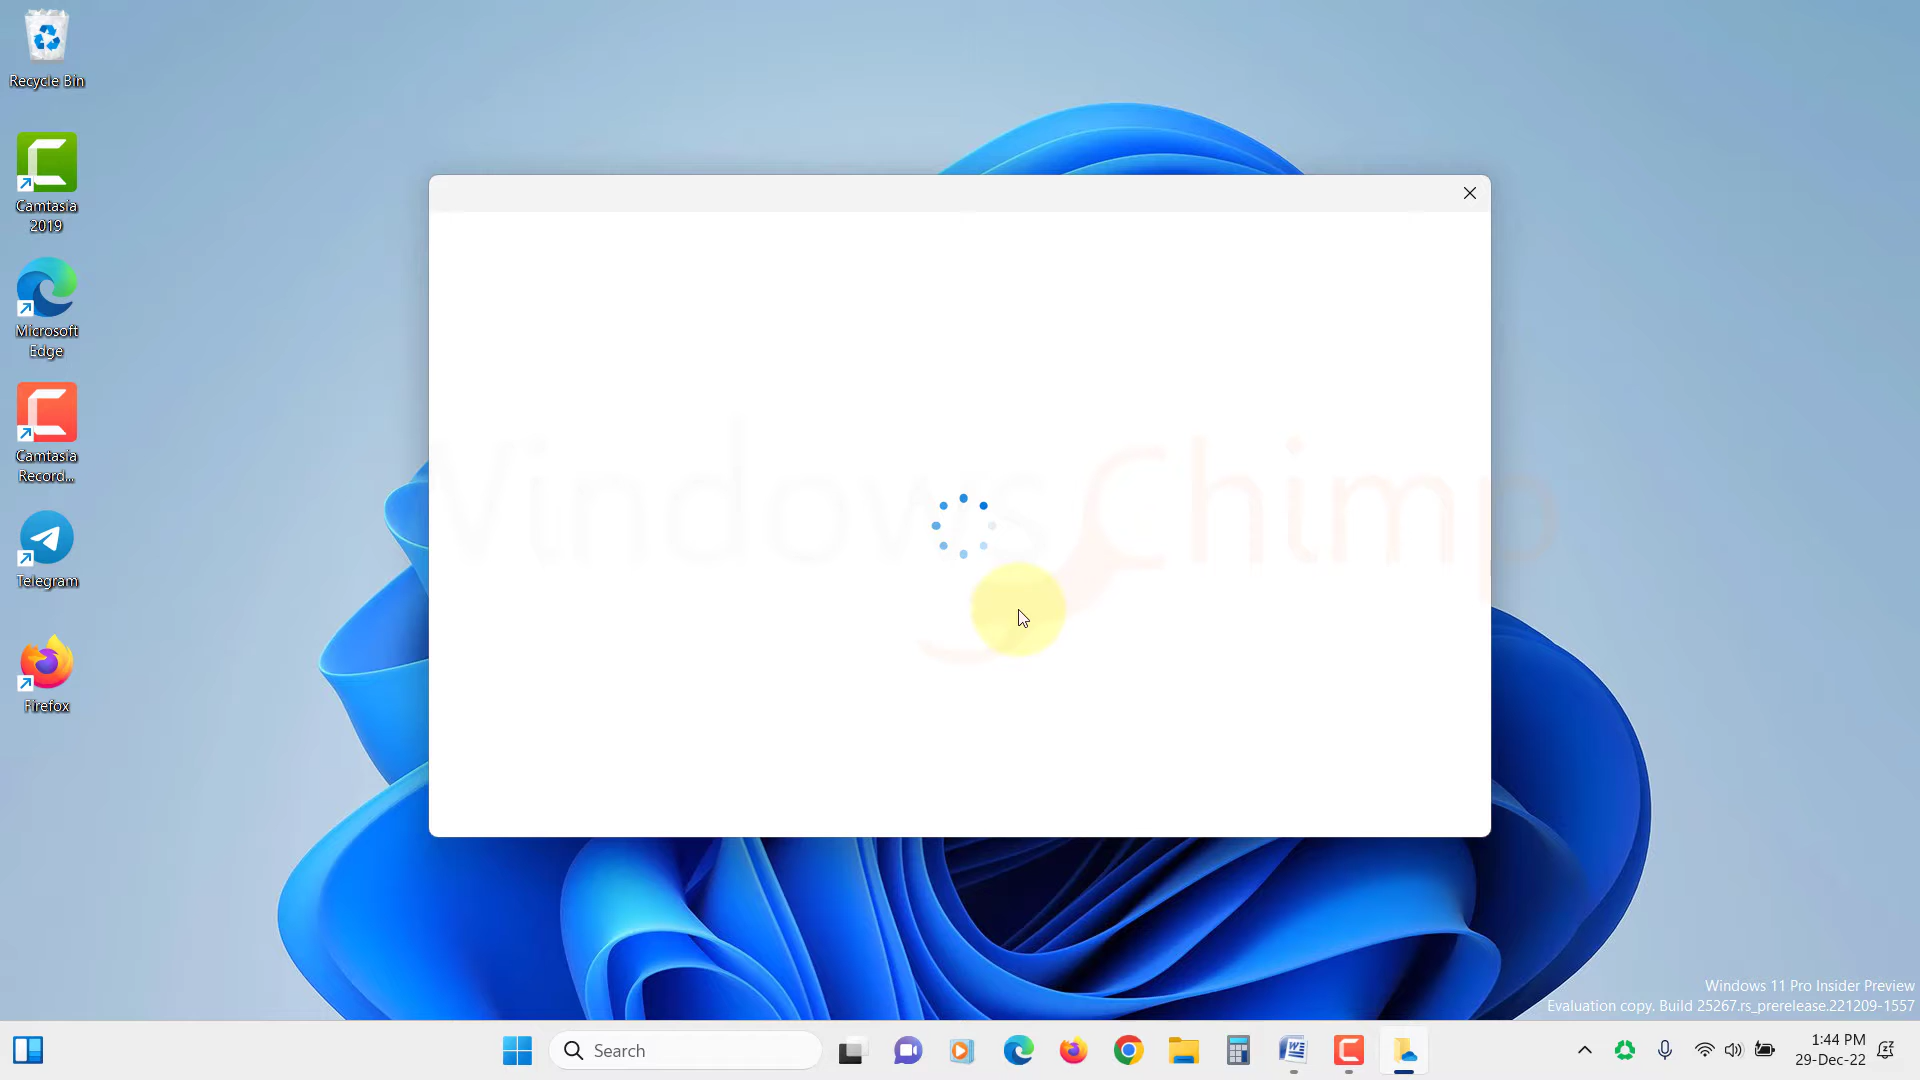 Recycle Bin
Camtasia
2019
Microsoft
Edge
Camtasia
Record...
Telegram
Firefox
WindowsChimp
Windows 11 Pro Insider Preview
Evaluation copy. Build 25267.rs_prerelease.221209-1557
Search
1:44 PM
29-Dec-22